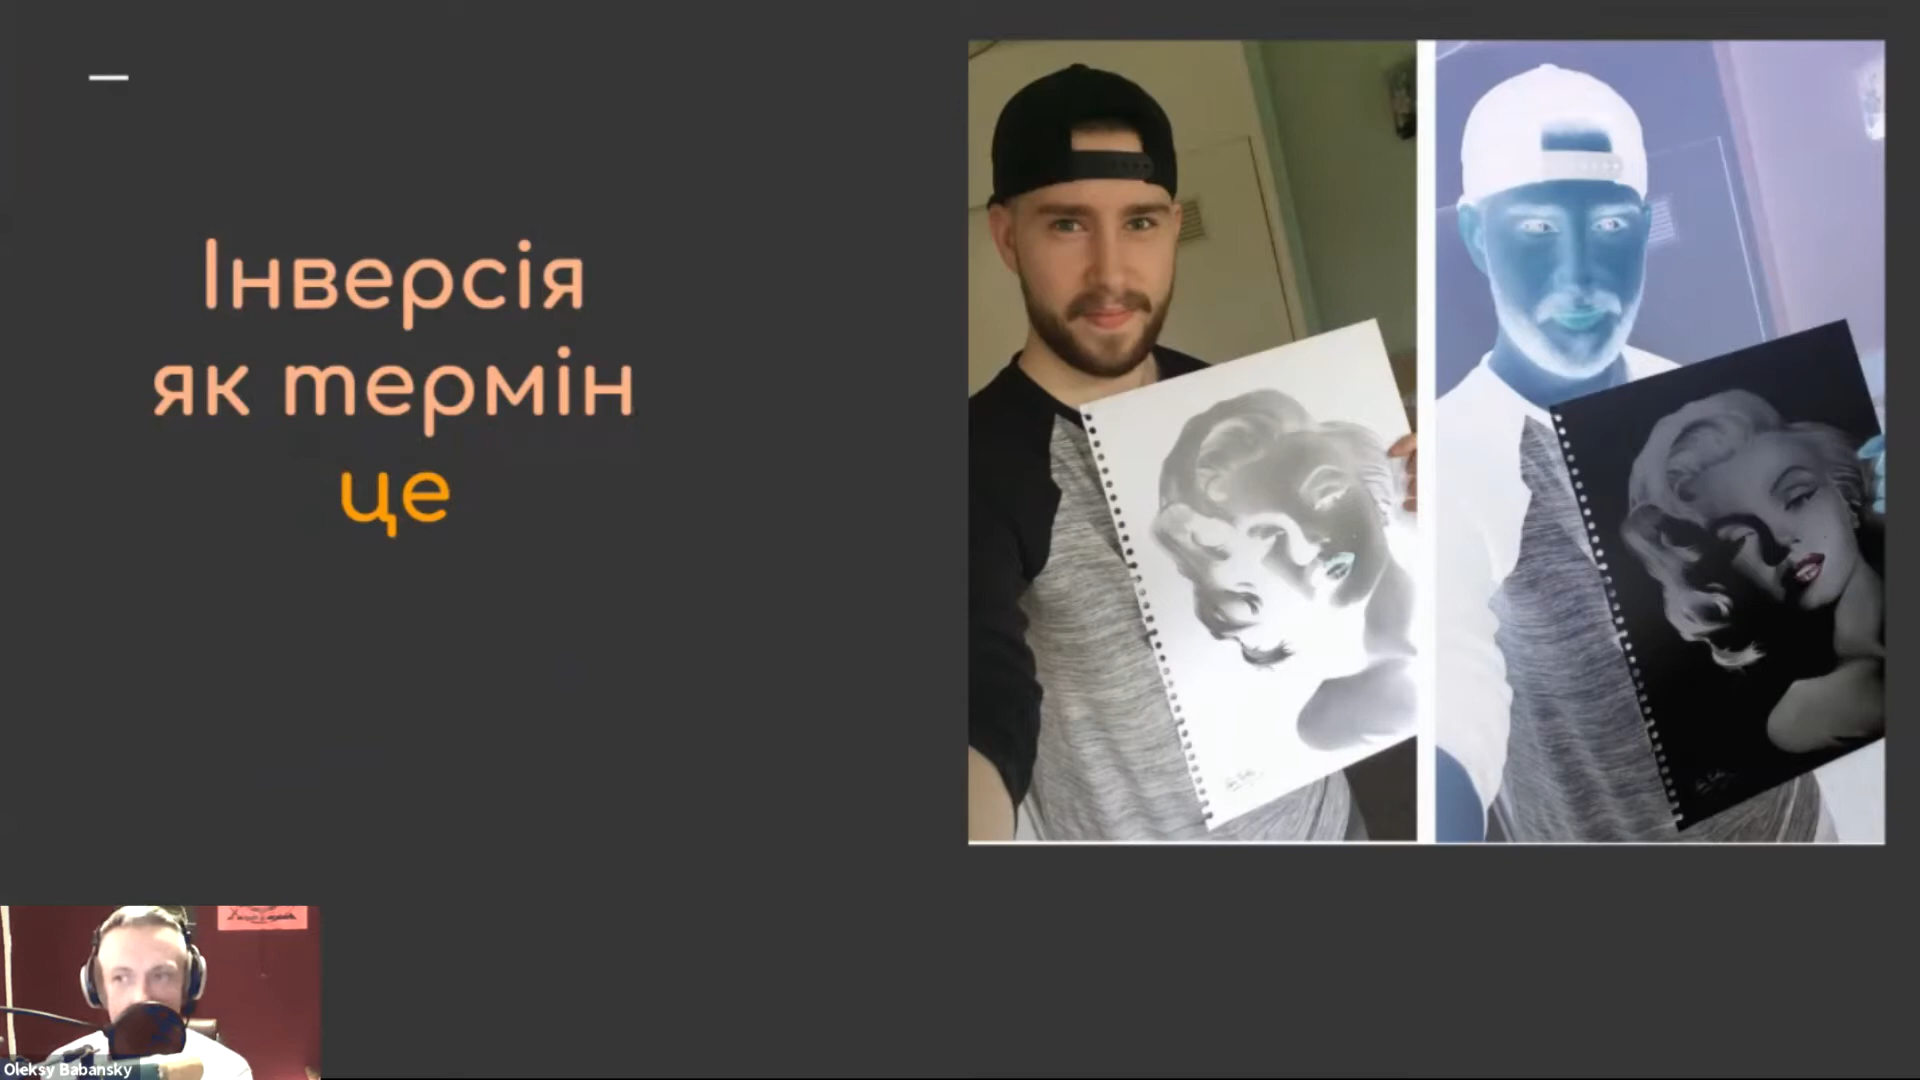 Інверсія
як термін
це
Oleksy Babansky